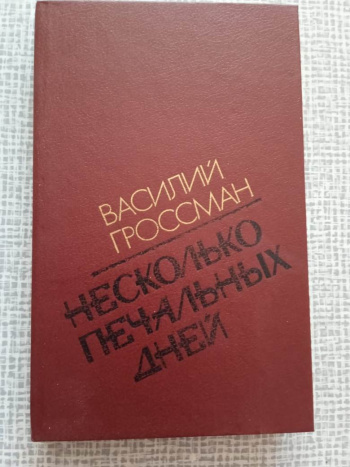 ВАСИЛИЙ
ГРОССМАН
НЕСКОЛЬКО
ПЕЧАЛЬНЫХ
ДНЕЙ